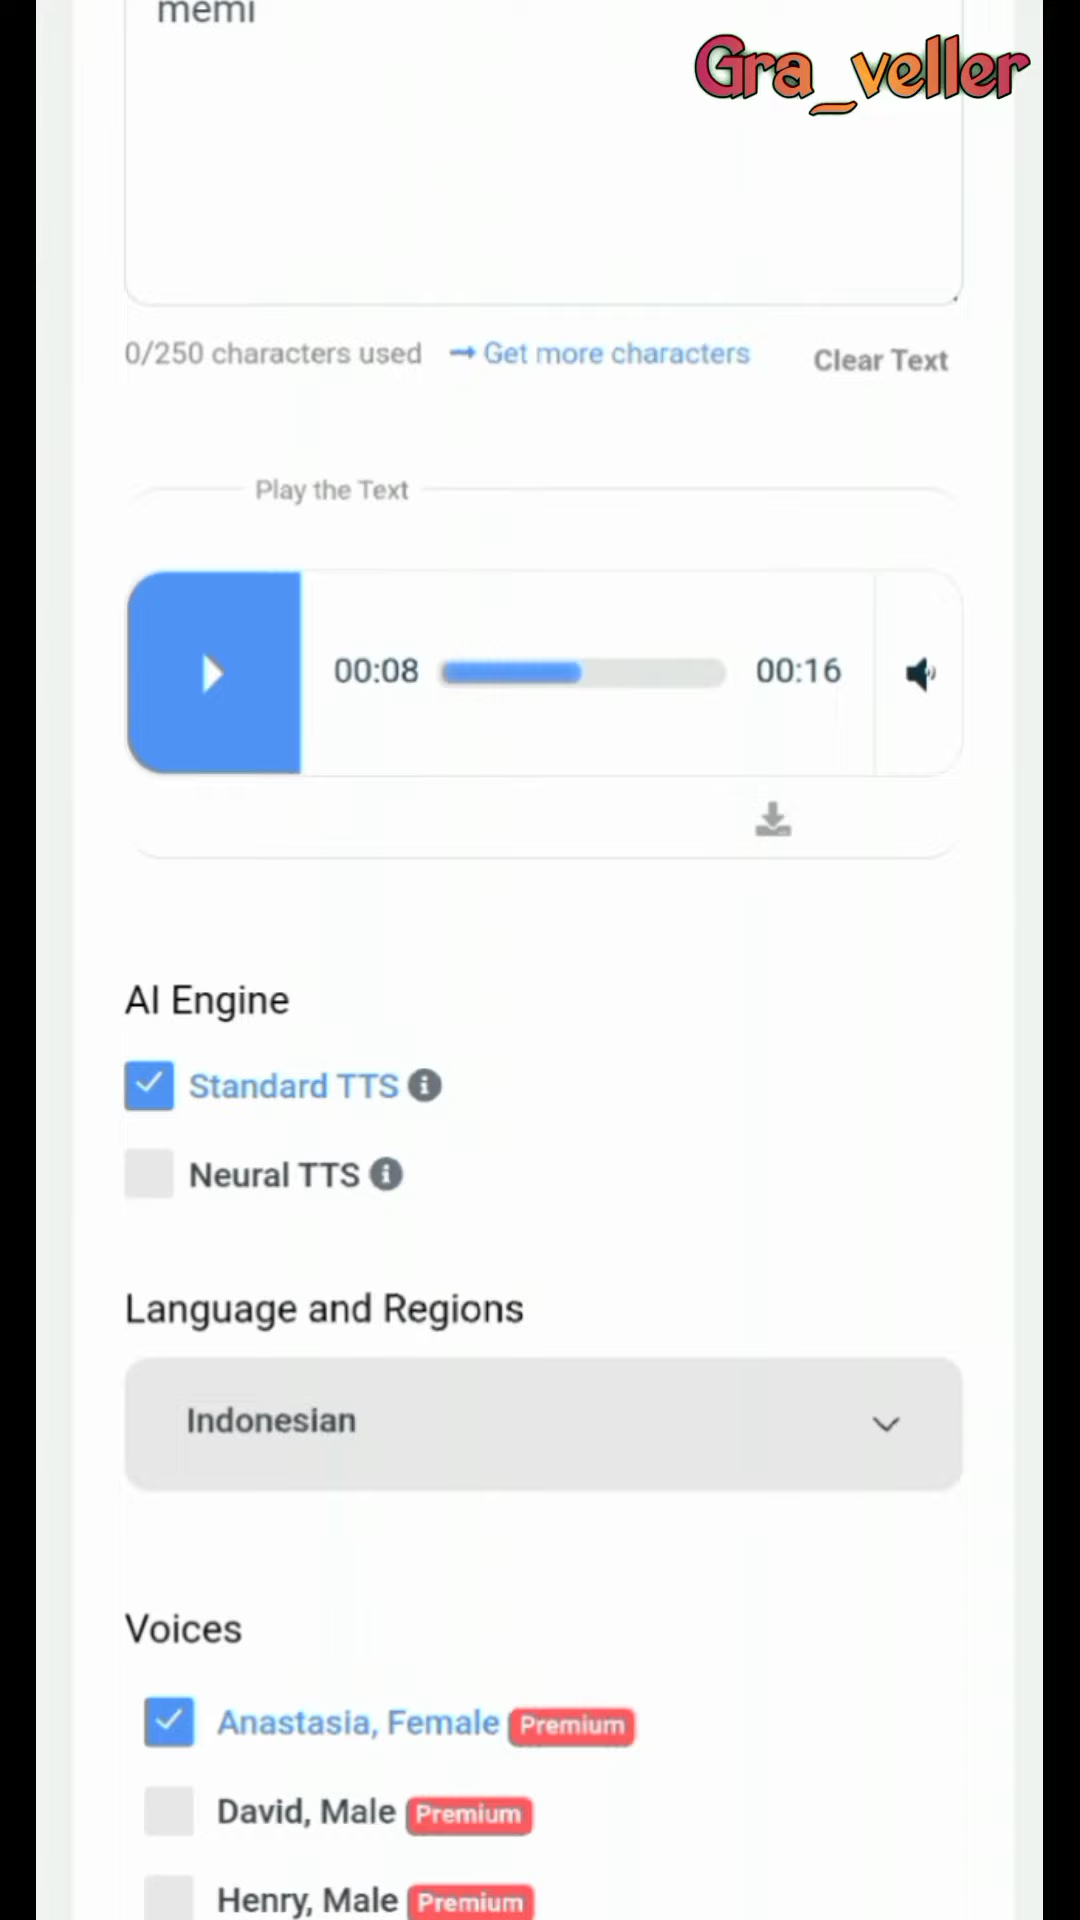 memi
Gra_veller
0/250 characters used → Get more characters Clear Text
Play the Text
00:08 00:16
AI Engine
Standard TTS
Neural TTS
Language and Regions
Indonesian
Voices
Anastasia, Female Premium
David, Male Premium
Henry, Male Premium